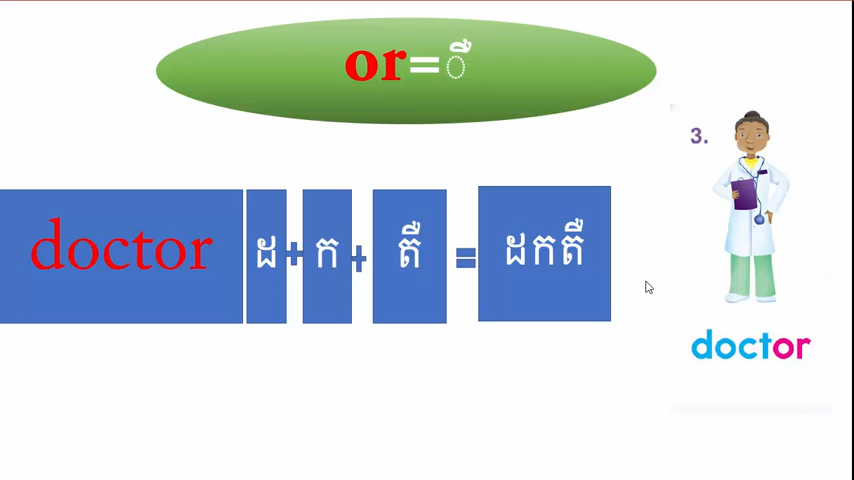 or=ឺ
3.
doctor ដ + ក + តឺ = ដកតឺ
doctor